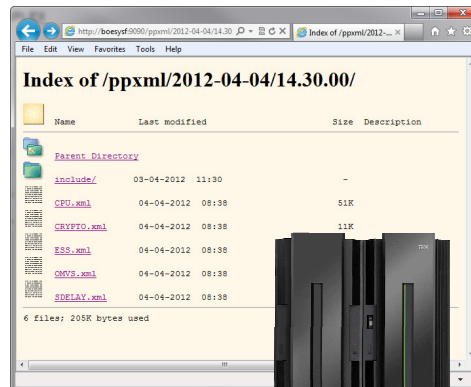 http://boesysf:9090/ppxml/2012-04-04/14.30
Index of /ppxml/2012-...
File Edit View Favorites Tools Help
Index of /ppxml/2012-04-04/14.30.00/
Name Last modified Size Description
Parent Directory
include/ 03-04-2012 11:30 -
CPU.xml 04-04-2012 08:38 51K
CRYPTO.xml 04-04-2012 08:38 11K
ESS.xml 04-04-2012 08:38
OMVS.xml 04-04-2012 08:38
SDELAY.xml 04-04-2012 08:38
6 files; 205K bytes used
IBM